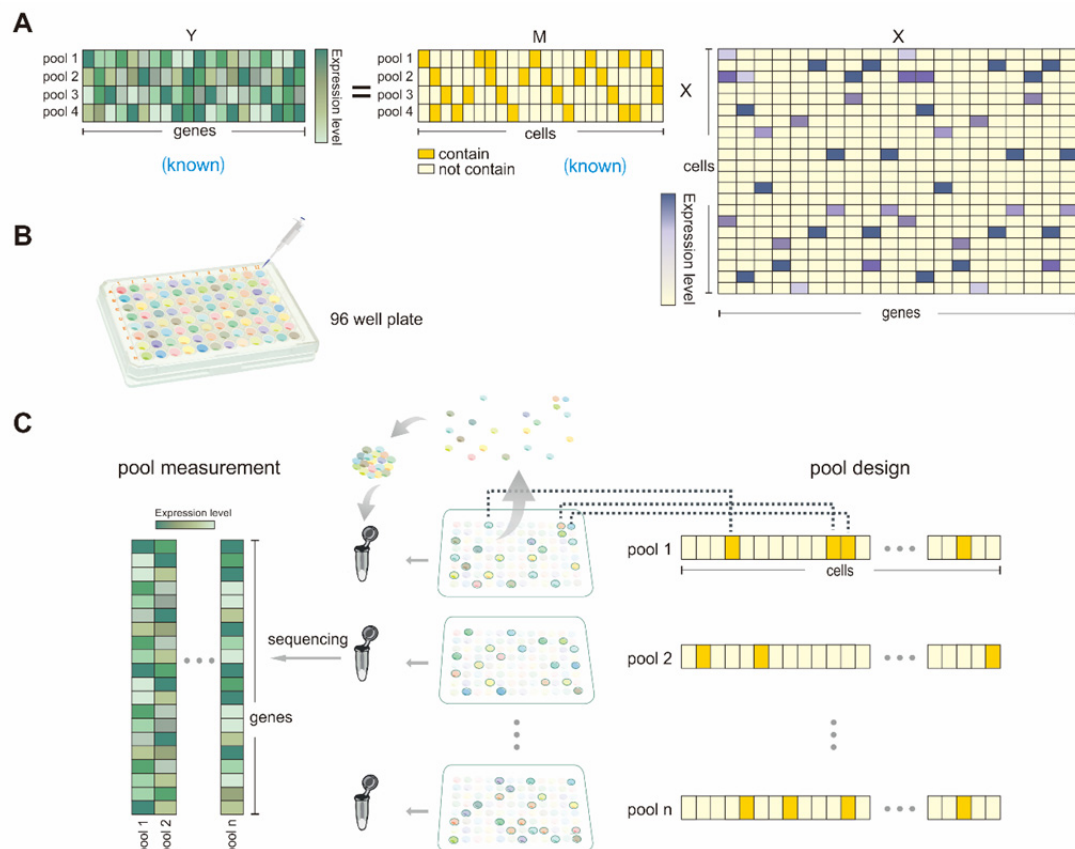 A
Y
pool 1
pool 2
pool 3
pool 4
genes
(known)
Expression level
=
M
pool 1
pool 2
pool 3
pool 4
cells
contain
not contain
(known)
X
X
cells
Expression level
genes
B
96 well plate
C
pool measurement
pool design
Expression level
pool 1
cells
sequencing
pool 2
genes
pool n
pool 1
pool 2
pool n